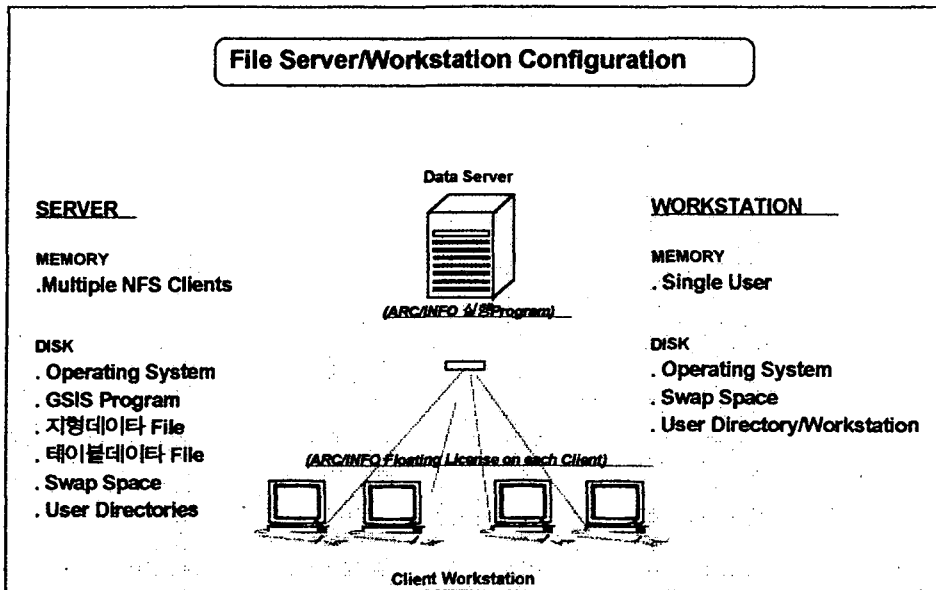 File Server/Workstation Configuration
Data Server
SERVER
MEMORY
.Multiple NFS Clients
DISK
. Operating System
. GSIS Program
. 지형데이타 File
. 테이블데이타 File
. Swap Space
. User Directories
(ARC/INFO 실행Program)
(ARC/INFO Floating License on each Client)
Client Workstation
WORKSTATION
MEMORY
. Single User
DISK
. Operating System
. Swap Space
. User Directory/Workstation